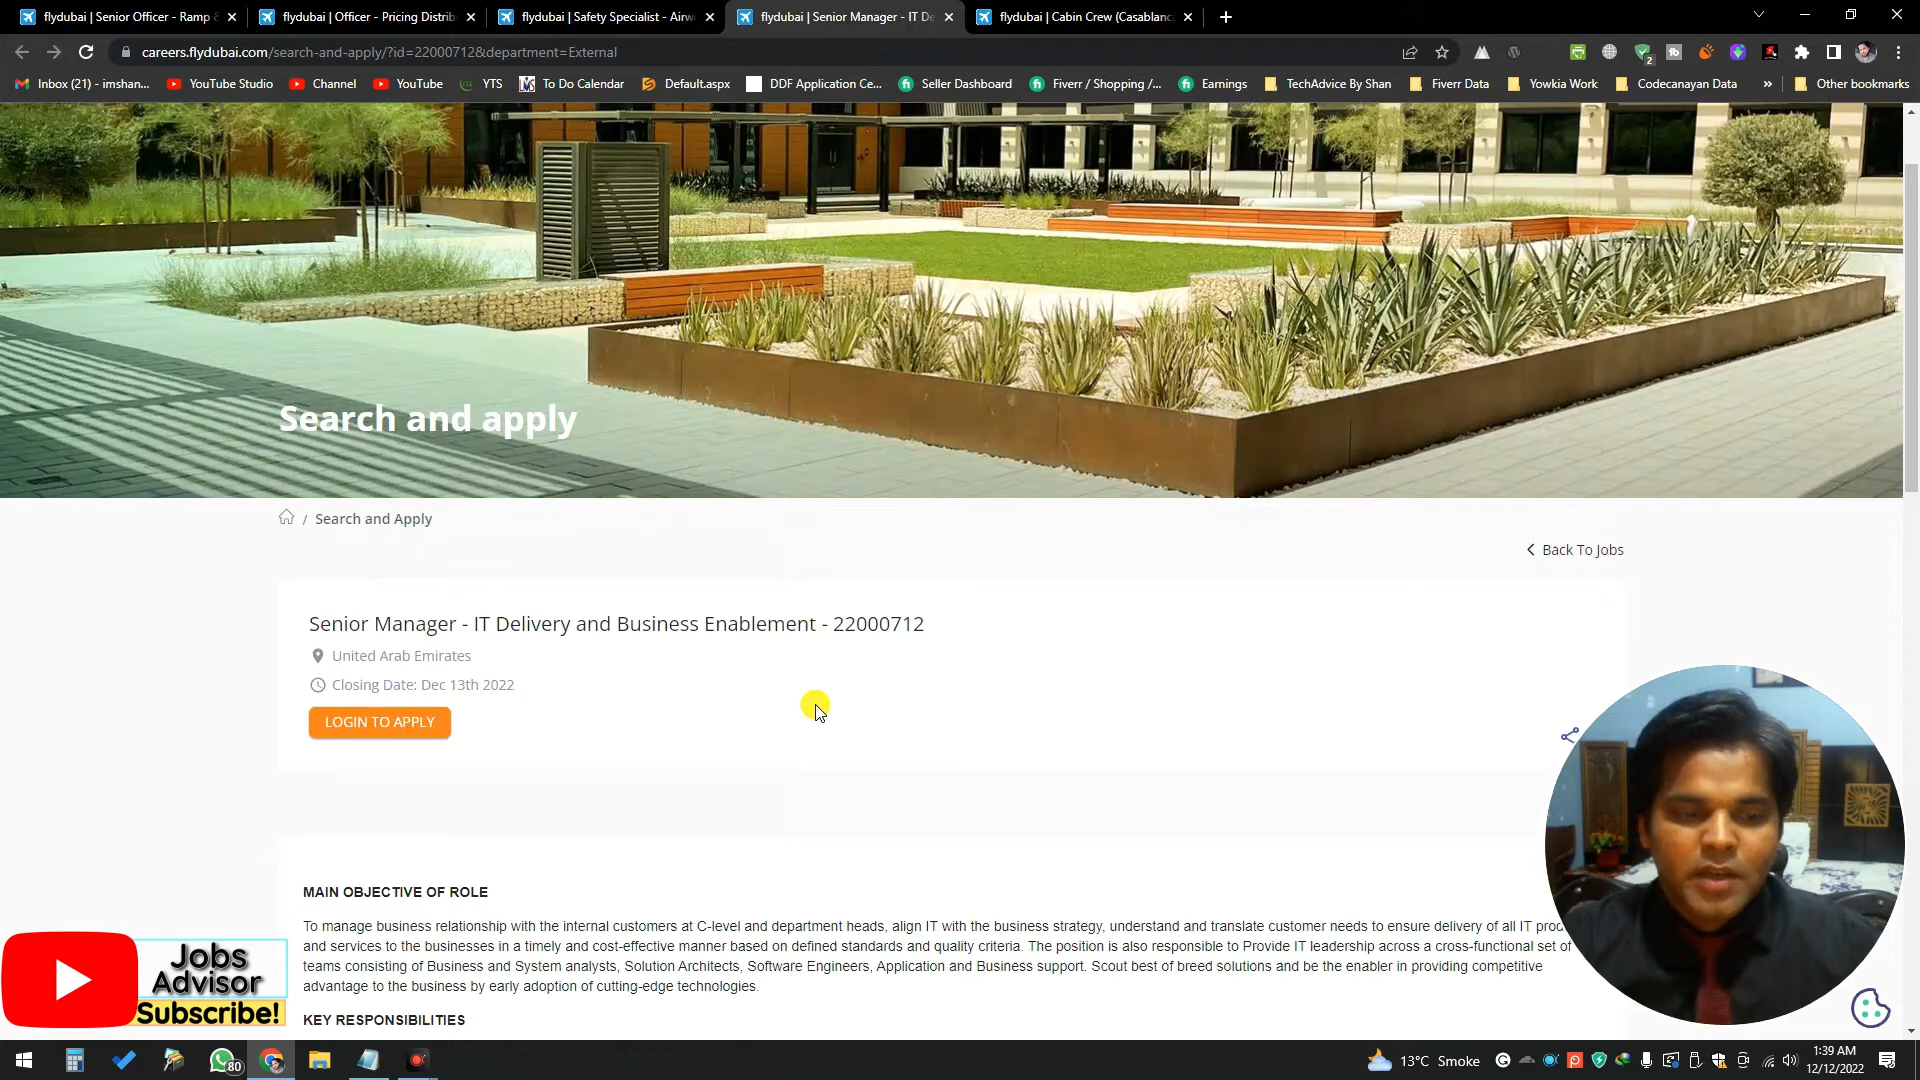 flydubai | Senior Officer - Ramp &
flydubai | Officer - Pricing Distrib
flydubai | Safety Specialist - Airw
flydubai | Senior Manager - IT De
flydubai | Cabin Crew (Casablanc
careers.flydubai.com/search-and-apply/?id=22000712&department=External
2
Inbox (21) - imshan...
YouTube Studio
Channel
YouTube
YTS
To Do Calendar
Default.aspx
DDF Application Ce...
Seller Dashboard
Fiverr / Shopping /...
Earnings
TechAdvice By Shan
Fiverr Data
Yowkia Work
Codecanayan Data
»
Other bookmarks
Search and apply
/ Search and Apply
Back To Jobs
Senior Manager - IT Delivery and Business Enablement - 22000712
United Arab Emirates
Closing Date: Dec 13th 2022
LOGIN TO APPLY
MAIN OBJECTIVE OF ROLE
To manage business relationship with the internal customers at C-level and department heads, align IT with the business strategy, understand and translate customer needs to ensure delivery of all IT prod
and services to the businesses in a timely and cost-effective manner based on defined standards and quality criteria. The position is also responsible to Provide IT leadership across a cross-functional set of
teams consisting of Business and System analysts, Solution Architects, Software Engineers, Application and Business support. Scout best of breed solutions and be the enabler in providing competitive
advantage to the business by early adoption of cutting-edge technologies.
KEY RESPONSIBILITIES
Jobs
Advisor
Subscribe!
80
13°C Smoke
1:39 AM
12/12/2022